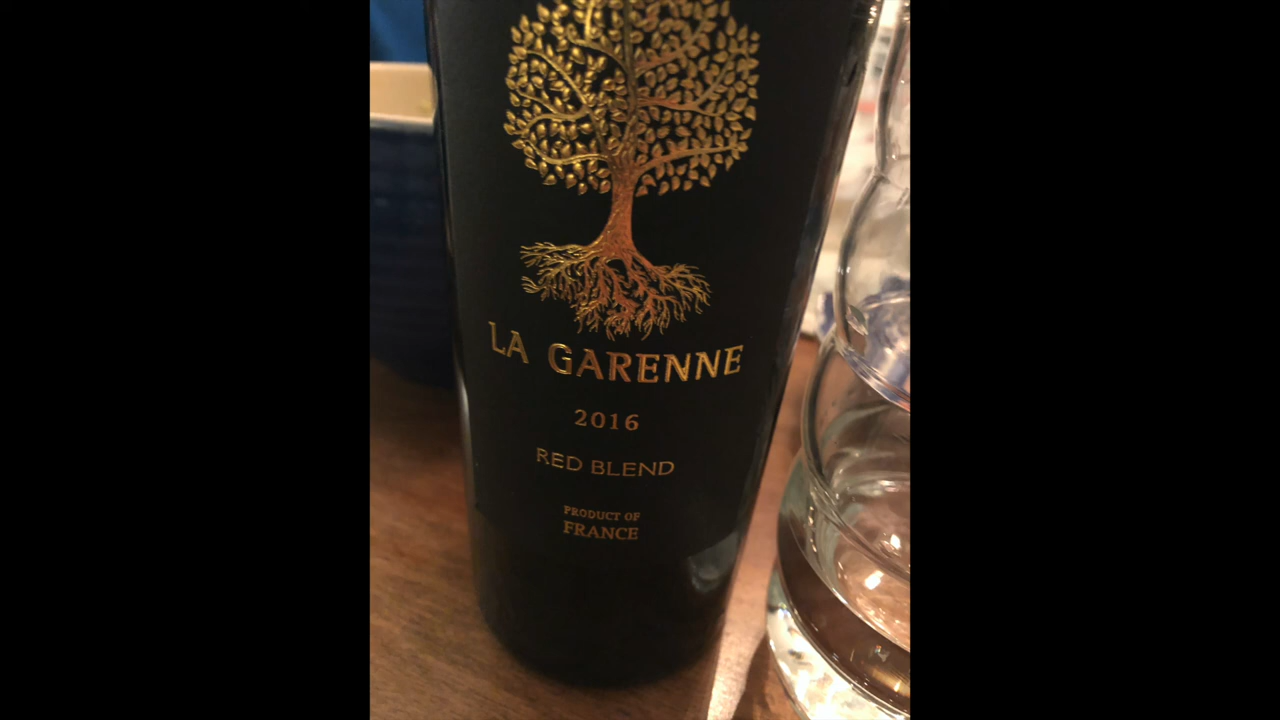 LA GARENNE
2016
RED BLEND
PRODUCT OF
FRANCE